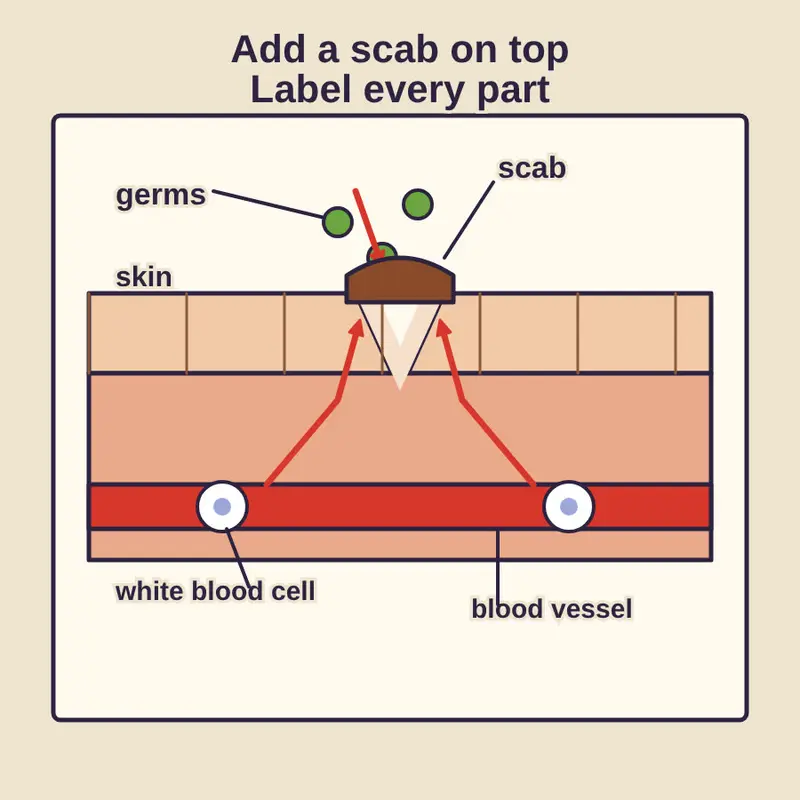 Add a scab on top
Label every part
scab
germs
skin
white blood cell
blood vessel